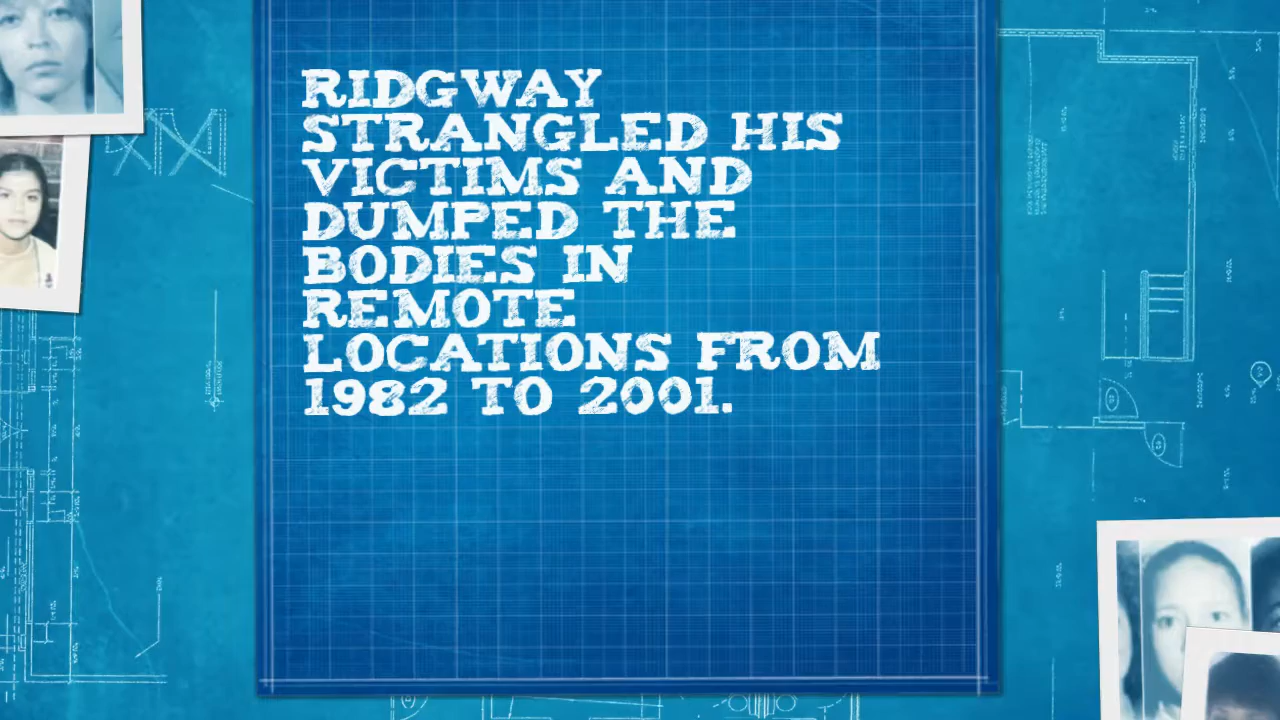 RIDGWAY
STRANGLED HIS
VICTIMS AND
DUMPED THE
BODIES IN
REMOTE
LOCATIONS FROM
1982 TO 2001.